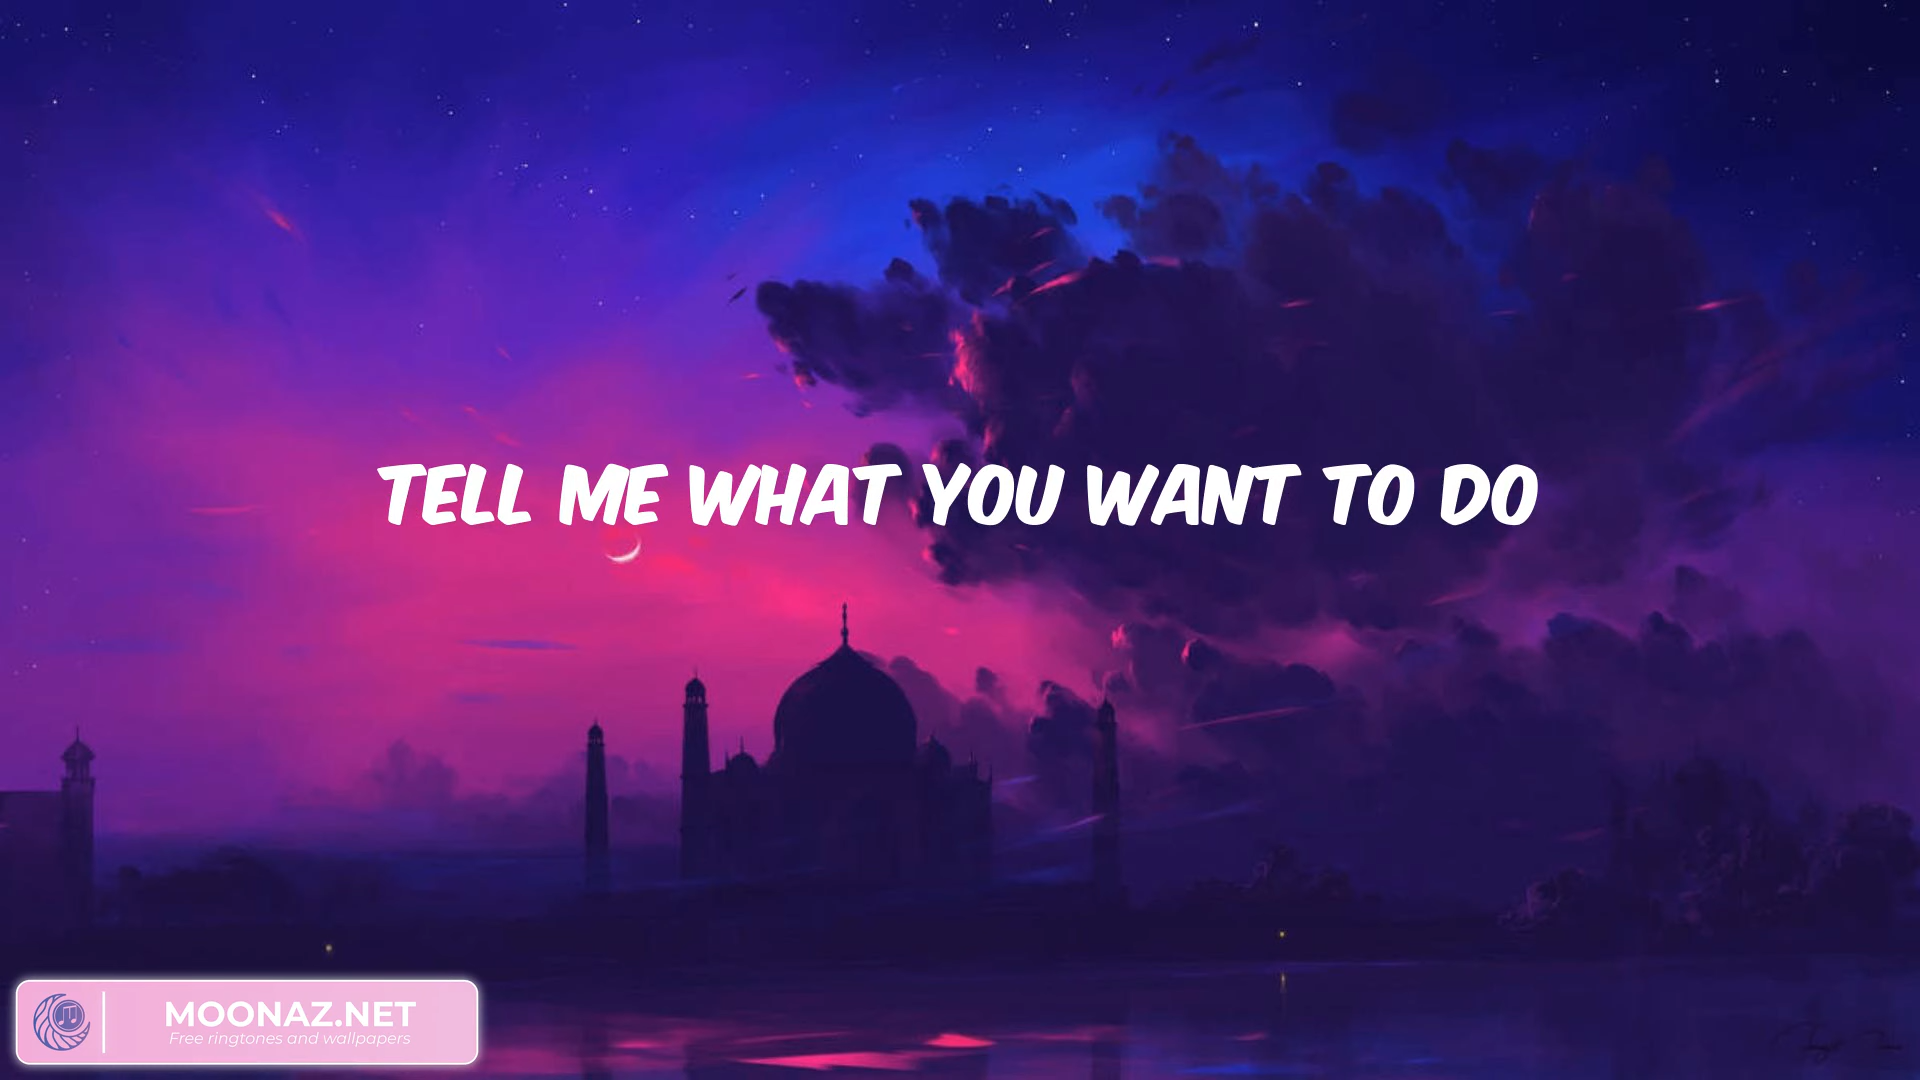 TELL ME WHAT YOU WANT TO DO
MOONAZ.NET
Free ringtones and wallpapers